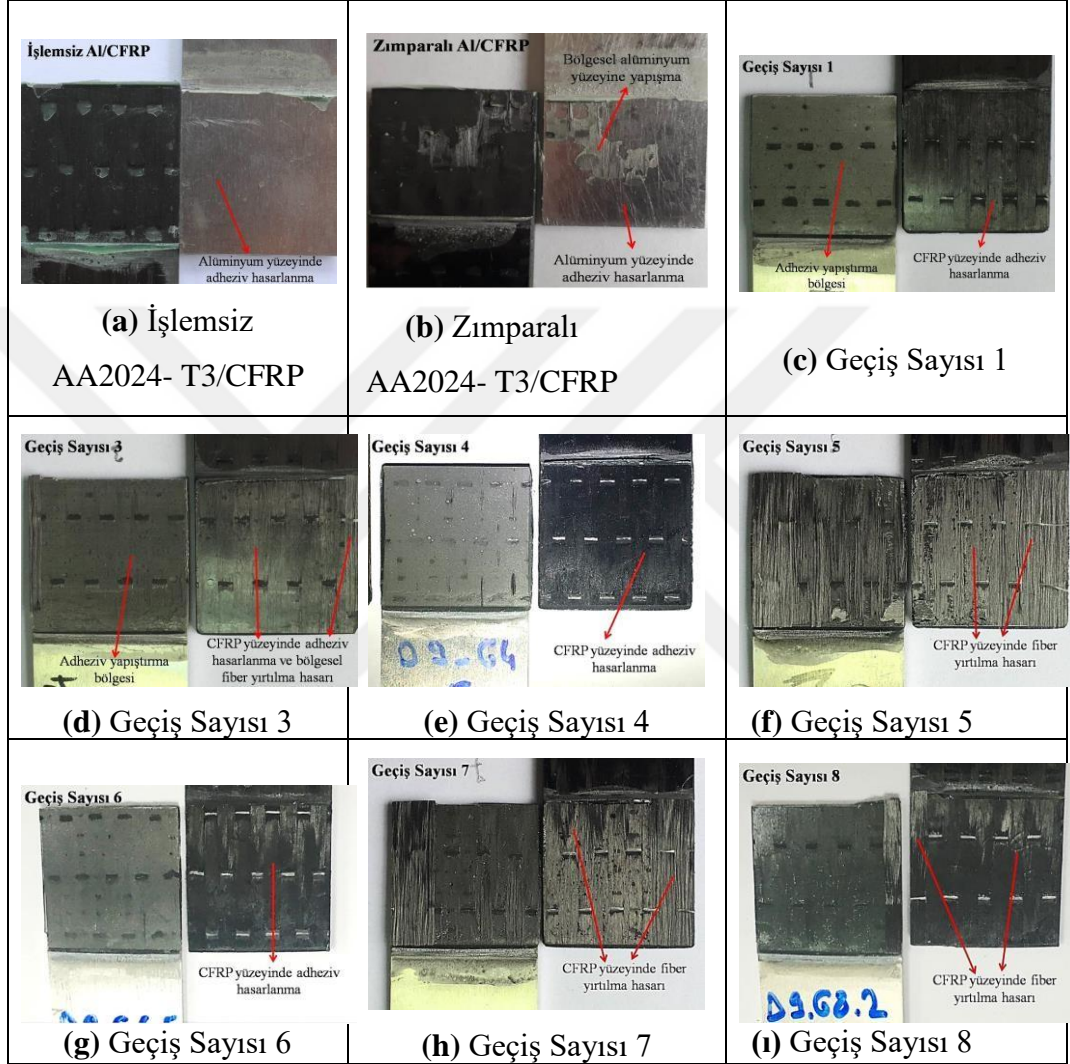 İşlemsiz Al/CFRP
Alüminyum yüzeyinde
adheziv hasarlanma
(a) İşlemsiz
AA2024- T3/CFRP
Zımparalı Al/CFRP
Bölgesel alüminyum
yüzeyine yapışma
Alüminyum yüzeyinde
adheziv hasarlanma
(b) Zımparalı
AA2024- T3/CFRP
Geçiş Sayısı 1
Adheziv yapıştırma
bölgesi
CFRP yüzeyinde adheziv
hasarlanma
(c) Geçiş Sayısı 1
Geçiş Sayısı 3
Adheziv yapıştırma
bölgesi
CFRP yüzeyinde adheziv
hasarlanma ve bölgesel
fiber yırtılma hasarı
(d) Geçiş Sayısı 3
Geçiş Sayısı 4
D9_G4
CFRP yüzeyinde adheziv
hasarlanma
(e) Geçiş Sayısı 4
Geçiş Sayısı 5
CFRP yüzeyinde fiber
yırtılma hasarı
(f) Geçiş Sayısı 5
Geçiş Sayısı 6
CFRP yüzeyinde adheziv
hasarlanma
(g) Geçiş Sayısı 6
Geçiş Sayısı 7
CFRP yüzeyinde fiber
yırtılma hasarı
(h) Geçiş Sayısı 7
Geçiş Sayısı 8
CFRP yüzeyinde fiber
yırtılma hasarı
D9.G8.2
(ı) Geçiş Sayısı 8